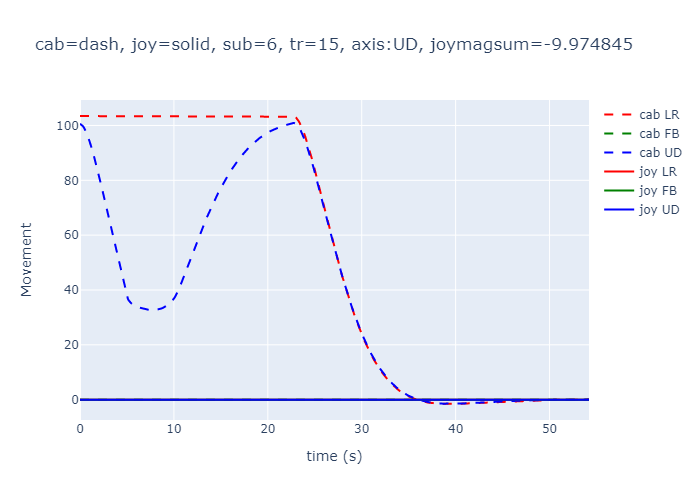 cab=dash, joy=solid, sub=6, tr=15, axis:UD, joymagsum=-9.974845
cab LR
cab FB
cab UD
joy LR
joy FB
joy UD
Movement
100
80
60
40
20
0
0 10 20 30 40 50
time (s)